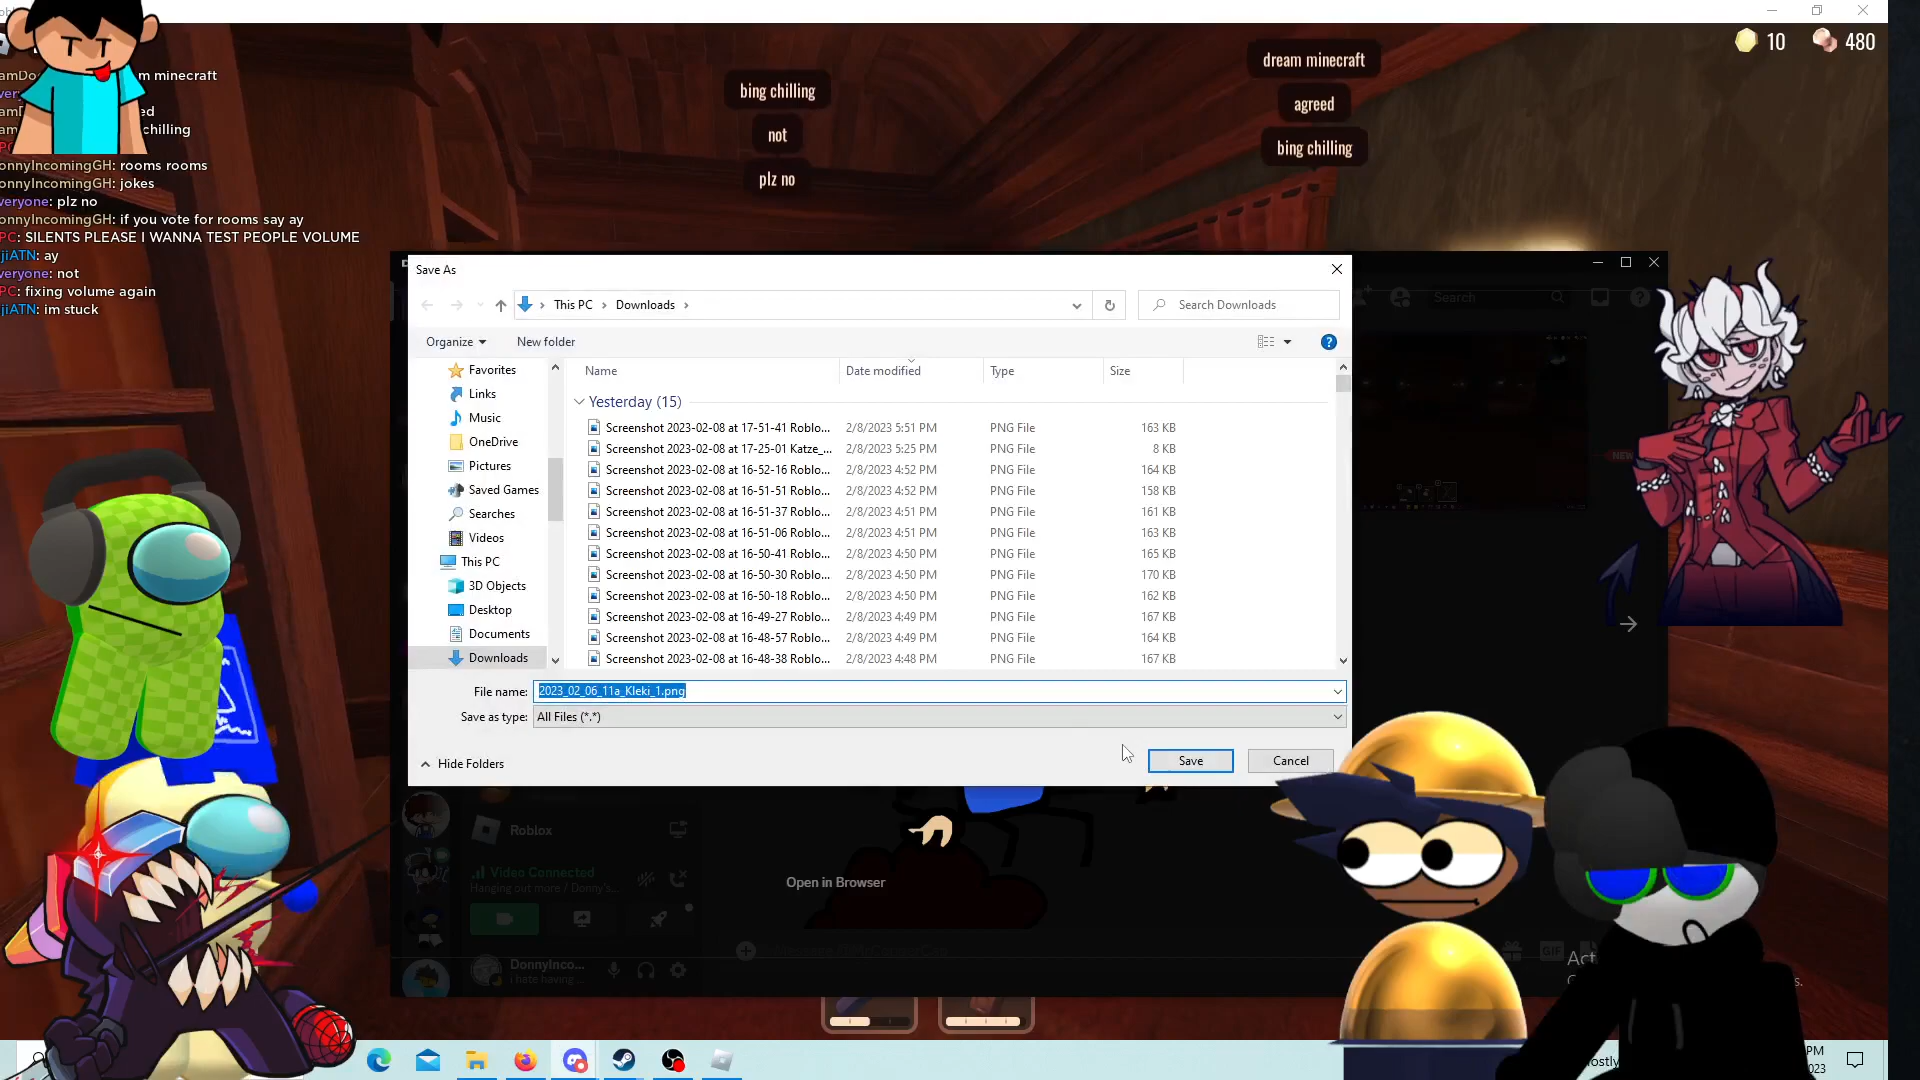 10
480
dream minecraft
bing chilling
agreed
not
bing chilling
plz no
m minecraft
ed
chilling
onnyIncomingGH: rooms rooms
onnyIncomingGH: jokes
veryone: plz no
onnyIncomingGH: if you vote for rooms say ay
PC: SILENTS PLEASE I WANNA TEST PEOPLE VOLUME
jiATN: ay
veryone: not
PC: fixing volume again
jiATN: im stuck
Save As
This PC
Downloads
Search Downloads
Search
Organize
New folder
Name
Date modified
Type
Size
Favorites
Links
Music
OneDrive
Pictures
Saved Games
Searches
Videos
This PC
3D Objects
Desktop
Documents
Downloads
Yesterday (15)
Screenshot 2023-02-08 at 17-51-41 Roblo... 2/8/2023 5:51 PM PNG File 163 KB
Screenshot 2023-02-08 at 17-25-01 Katze_... 2/8/2023 5:25 PM PNG File 8 KB
Screenshot 2023-02-08 at 16-52-16 Roblo... 2/8/2023 4:52 PM PNG File 164 KB
Screenshot 2023-02-08 at 16-51-51 Roblo... 2/8/2023 4:52 PM PNG File 158 KB
Screenshot 2023-02-08 at 16-51-37 Roblo... 2/8/2023 4:51 PM PNG File 161 KB
Screenshot 2023-02-08 at 16-51-06 Roblo... 2/8/2023 4:51 PM PNG File 163 KB
Screenshot 2023-02-08 at 16-50-41 Roblo... 2/8/2023 4:50 PM PNG File 165 KB
Screenshot 2023-02-08 at 16-50-30 Roblo... 2/8/2023 4:50 PM PNG File 170 KB
Screenshot 2023-02-08 at 16-50-18 Roblo... 2/8/2023 4:50 PM PNG File 162 KB
Screenshot 2023-02-08 at 16-49-27 Roblo... 2/8/2023 4:49 PM PNG File 167 KB
Screenshot 2023-02-08 at 16-48-57 Roblo... 2/8/2023 4:49 PM PNG File 164 KB
Screenshot 2023-02-08 at 16-48-38 Roblo... 2/8/2023 4:48 PM PNG File 167 KB
NEW
File name: 2023_02_06_11a_Kleki_1.png
Save as type: All Files (*.*)
Hide Folders
Save
Cancel
Roblox
Video Connected
Hanging out more / Donny's...
Open in Browser
DonnyInco...
i hate having...
GIF
Act
PM